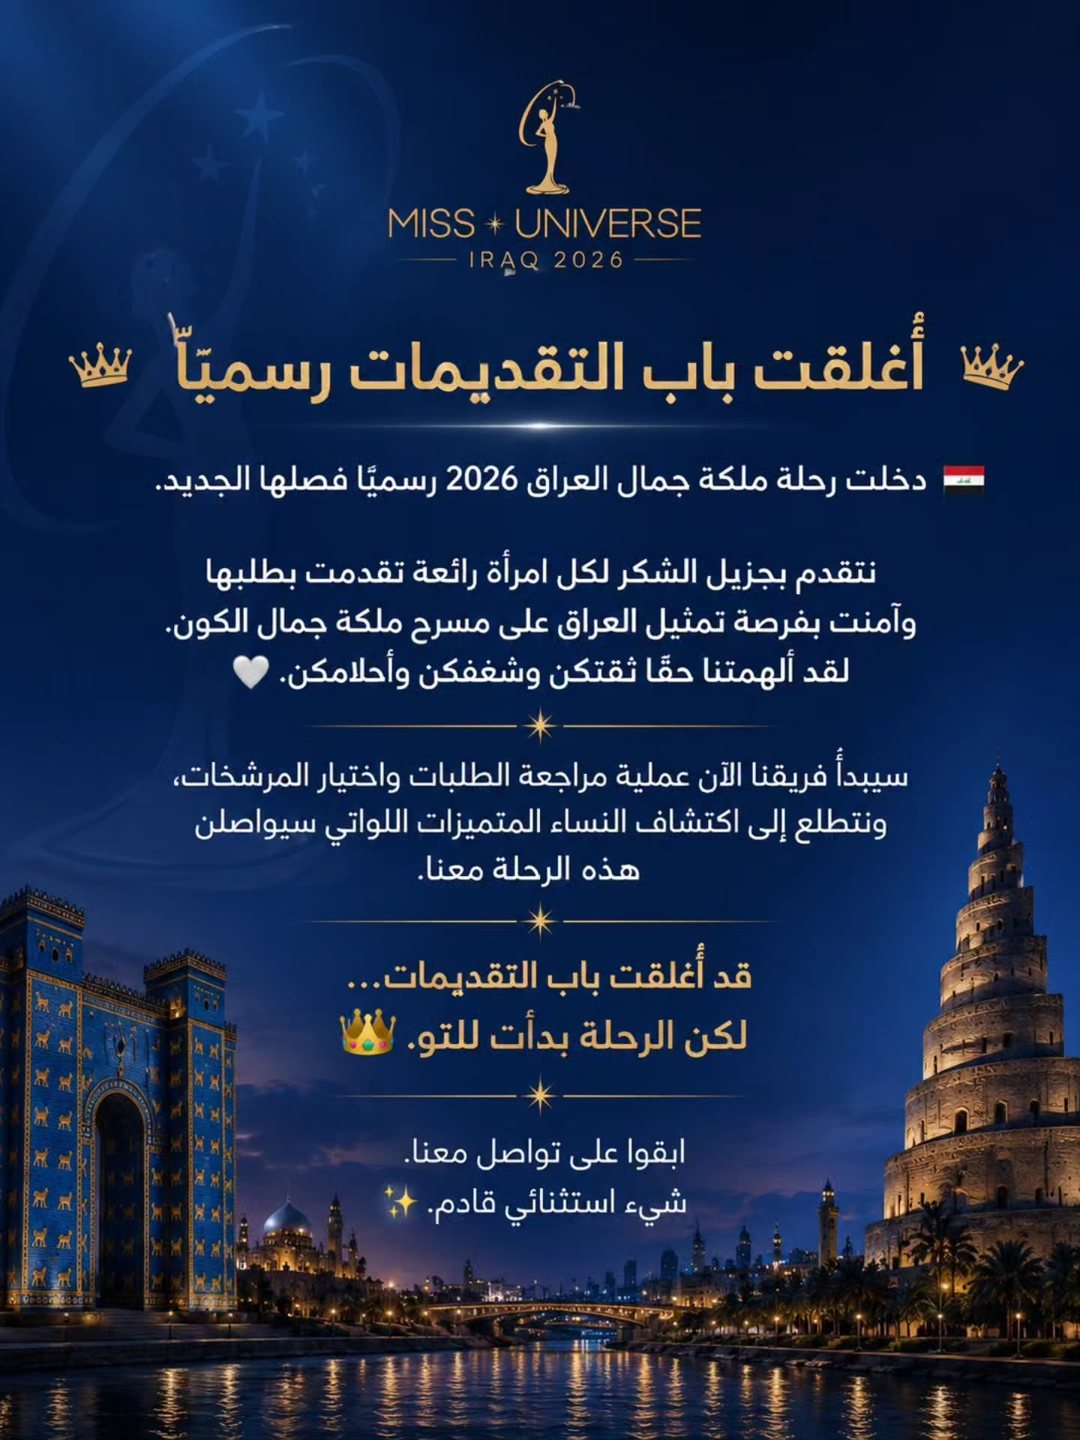 MISS UNIVERSE
IRAQ 2026
أُغلقت باب التقديمات رسميّاً
دخلت رحلة ملكة جمال العراق 2026 رسميًّا فصلها الجديد.
نتقدم بجزيل الشكر لكل امرأة رائعة تقدمت بطلبها
وآمنت بفرصة تمثيل العراق على مسرح ملكة جمال الكون.
لقد ألهمتنا حقًا ثقتكن وشغفكن وأحلامكن. 🤍
سيبدأُ فريقنا الآن عملية مراجعة الطلبات واختيار المرشخات،
ونتطلع إلى اكتشاف النساء المتميزات اللواتي سيواصلن
هذه الرحلة معنا.
قد أُغلقت باب التقديمات...
لكن الرحلة بدأت للتو. 👑
ابقوا على تواصل معنا.
شيء استثنائي قادم. ✨